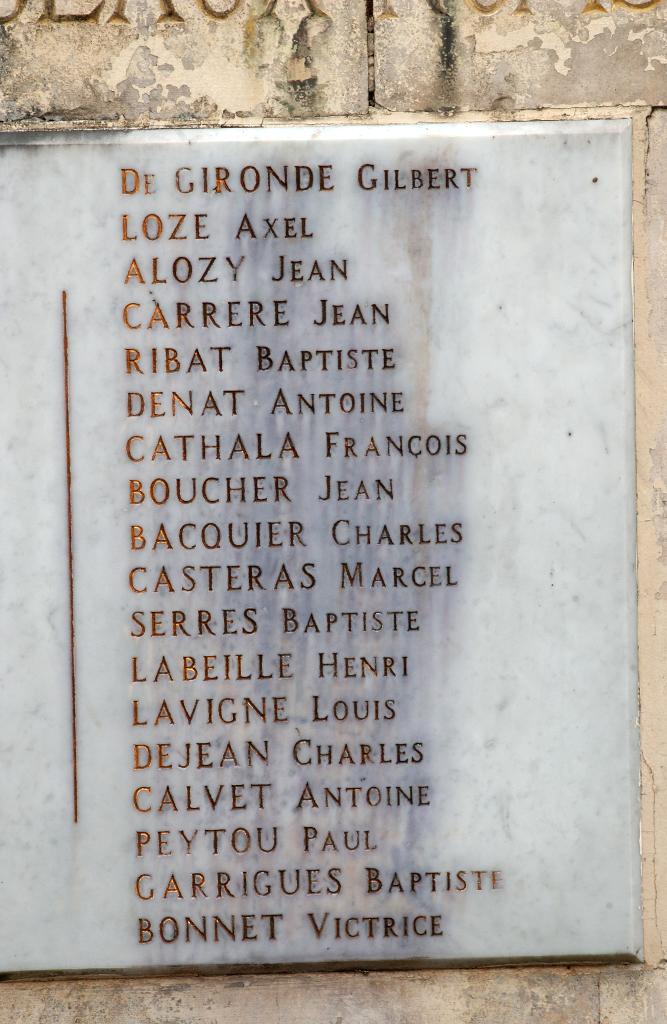 De GIRONDE Gilbert
LOZE Axel
ALOZY Jean
CARRERE Jean
RIBAT Baptiste
DENAT Antoine
CATHALA François
BOUCHER Jean
BACQUIER Charles
CASTERAS Marcel
SERRES Baptiste
LABEILLE Henri
LAVIGNE Louis
DEJEAN Charles
CALVET Antoine
PEYTOU Paul
GARRIGUES Baptiste
BONNET Victrice